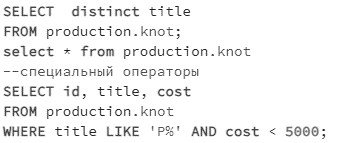 SELECT  distinct title
FROM production.knot;
select * from production.knot
--специальный операторы
SELECT id, title, cost
FROM production.knot
WHERE title LIKE 'P%' AND cost < 5000;